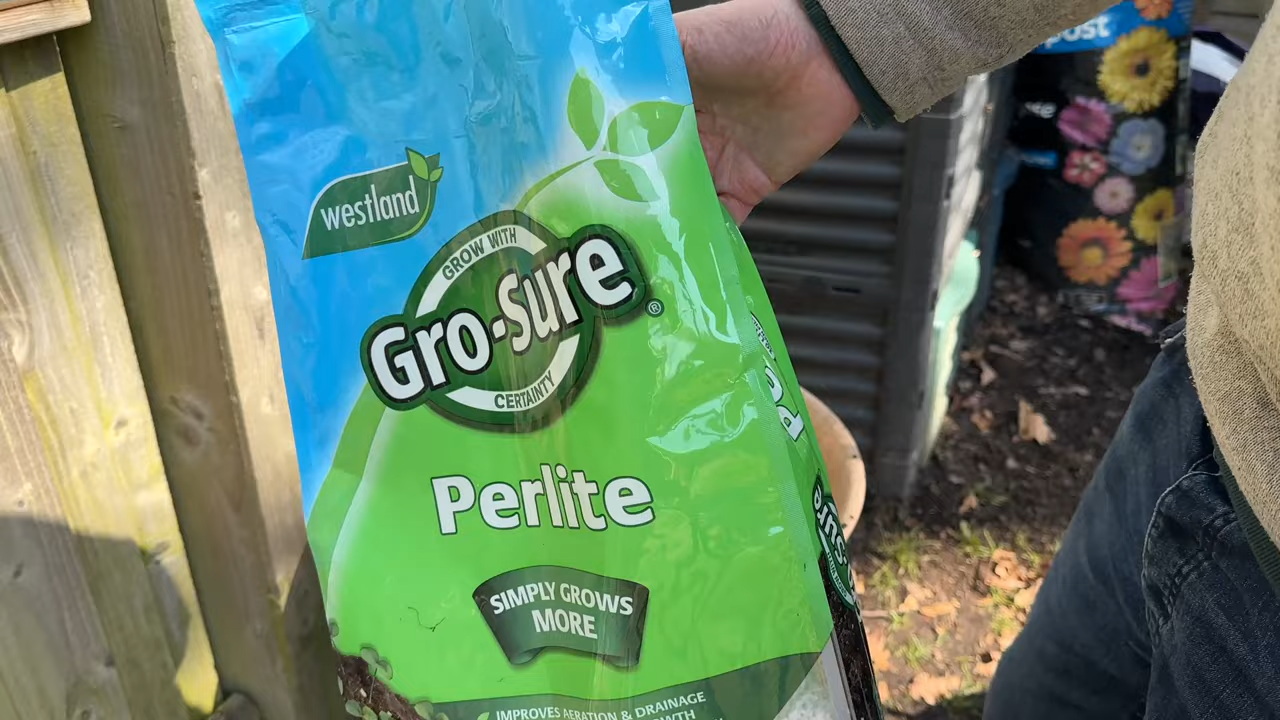 westland
GROW WITH
Gro-sure
®
CERTAINTY
Perlite
SIMPLY GROWS
MORE
IMPROVES AERATION & DRAINAGE